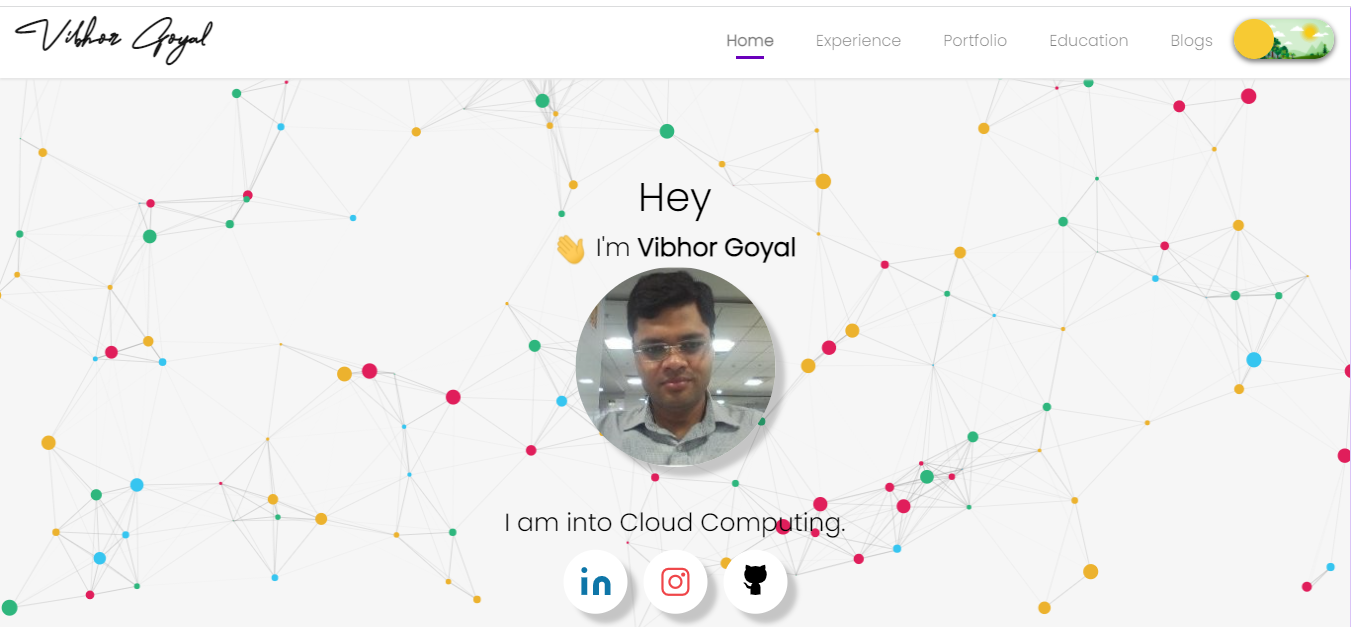 Vibhor Goyal
Home Experience Portfolio Education Blogs
Hey
👋 I'm Vibhor Goyal
I am into Cloud Computing.
in